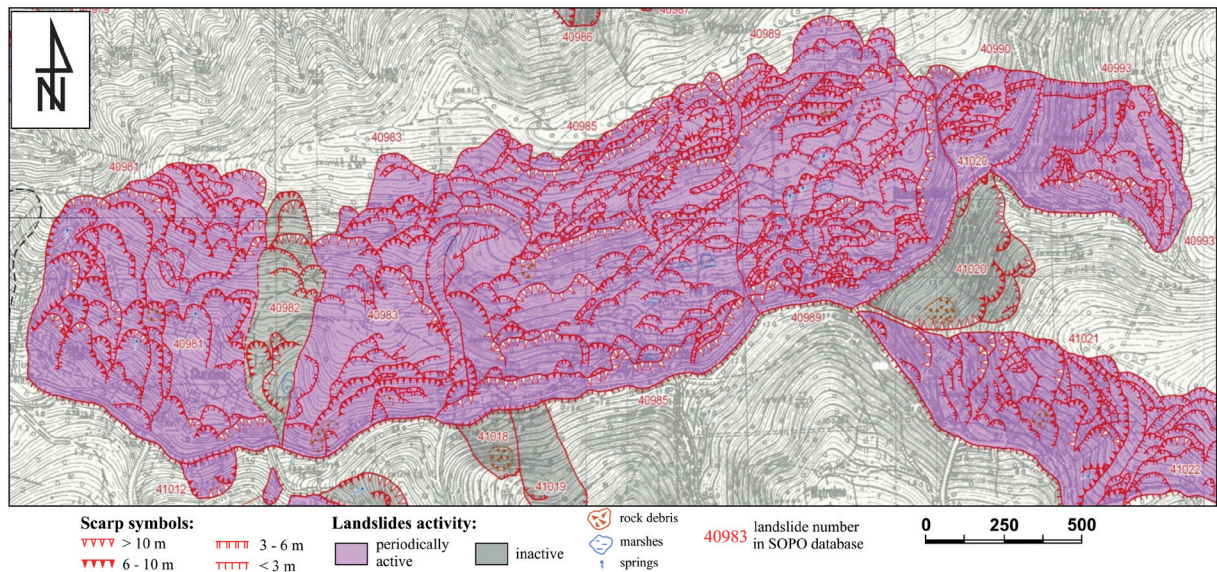 40979
40986
40987
40989
40990
40993
40985
40983
40981
41020
40993
41020
40982
40983
40981
40989
41021
40985
41018
41012
41019
41022
N
Scarp symbols:
> 10 m
3 - 6 m
6 - 10 m
< 3 m
Landslides activity:
periodically
active
inactive
rock debris
marshes
springs
40983 landslide number
in SOPO database
0 250 500